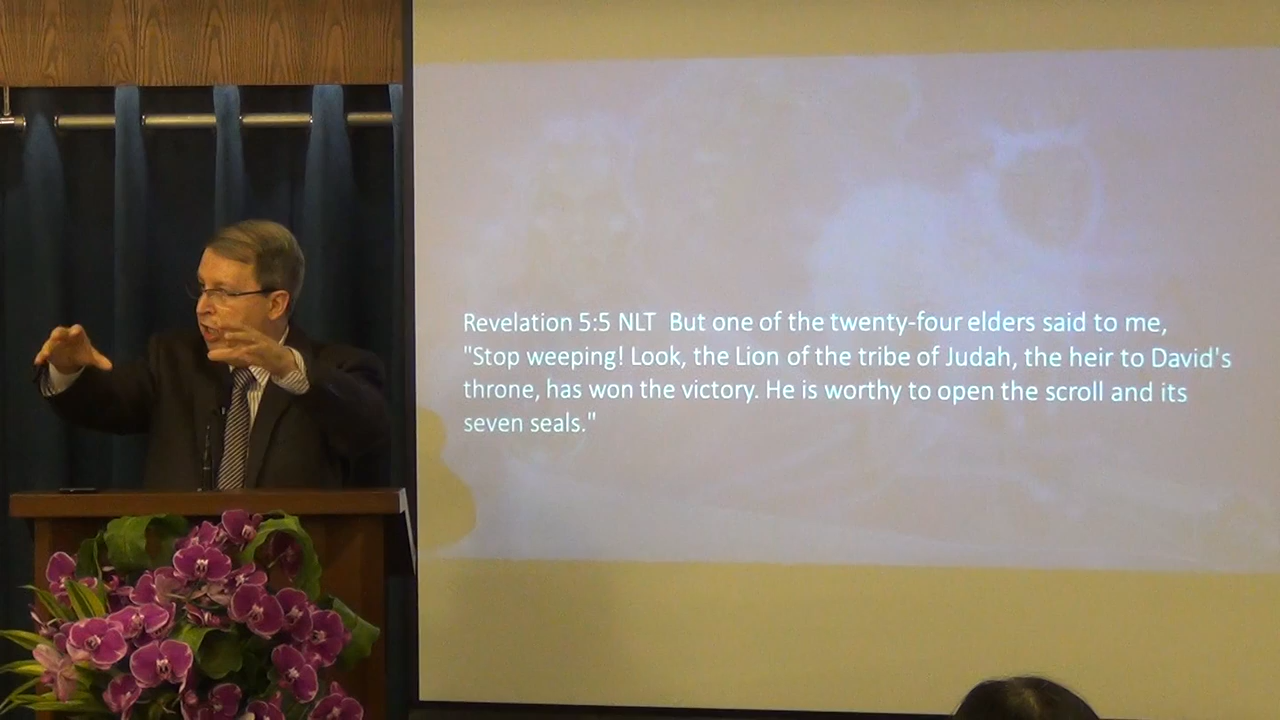 Revelation 5:5 NLT  But one of the twenty-four elders said to me,
"Stop weeping! Look, the Lion of the tribe of Judah, the heir to David's
throne, has won the victory. He is worthy to open the scroll and its
seven seals."